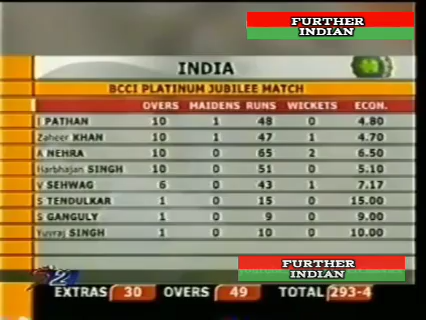 FURTHER
INDIAN
INDIA
BCCI PLATINUM JUBILEE MATCH
OVERS MAIDENS RUNS WICKETS ECON.
I PATHAN 10 1 48 0 4.80
Zaheer KHAN 10 1 47 1 4.70
A NEHRA 10 0 65 2 6.50
Harbhajan SINGH 10 0 51 0 5.10
V SEHWAG 6 0 43 1 7.17
S TENDULKAR 1 0 15 0 15.00
S GANGULY 1 0 9 0 9.00
Yuvraj SINGH 1 0 10 0 10.00
FURTHER
INDIAN
2
EXTRAS 30 OVERS 49 TOTAL 293-4